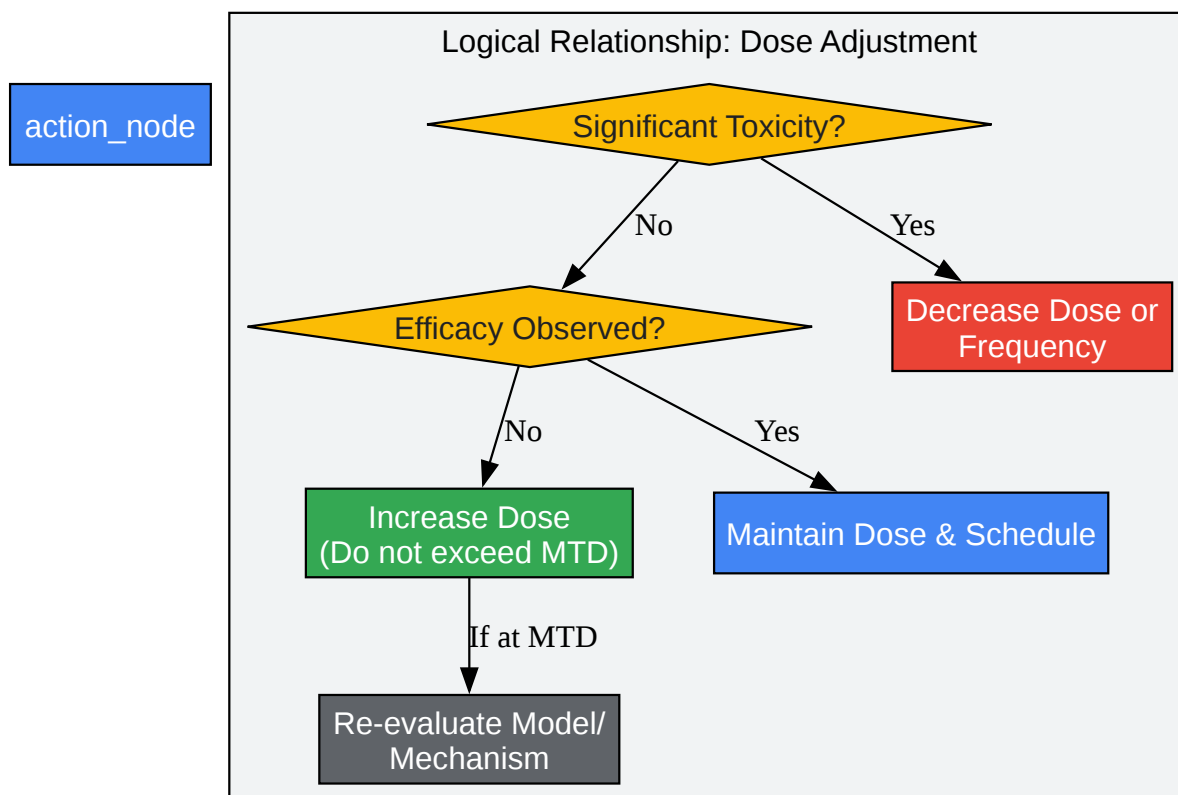 Logical Relationship: Dose Adjustment
action_node
Significant Toxicity?
No
Yes
Efficacy Observed?
Decrease Dose or
Frequency
No
Yes
Increase Dose
(Do not exceed MTD)
Maintain Dose & Schedule
If at MTD
Re-evaluate Model/
Mechanism